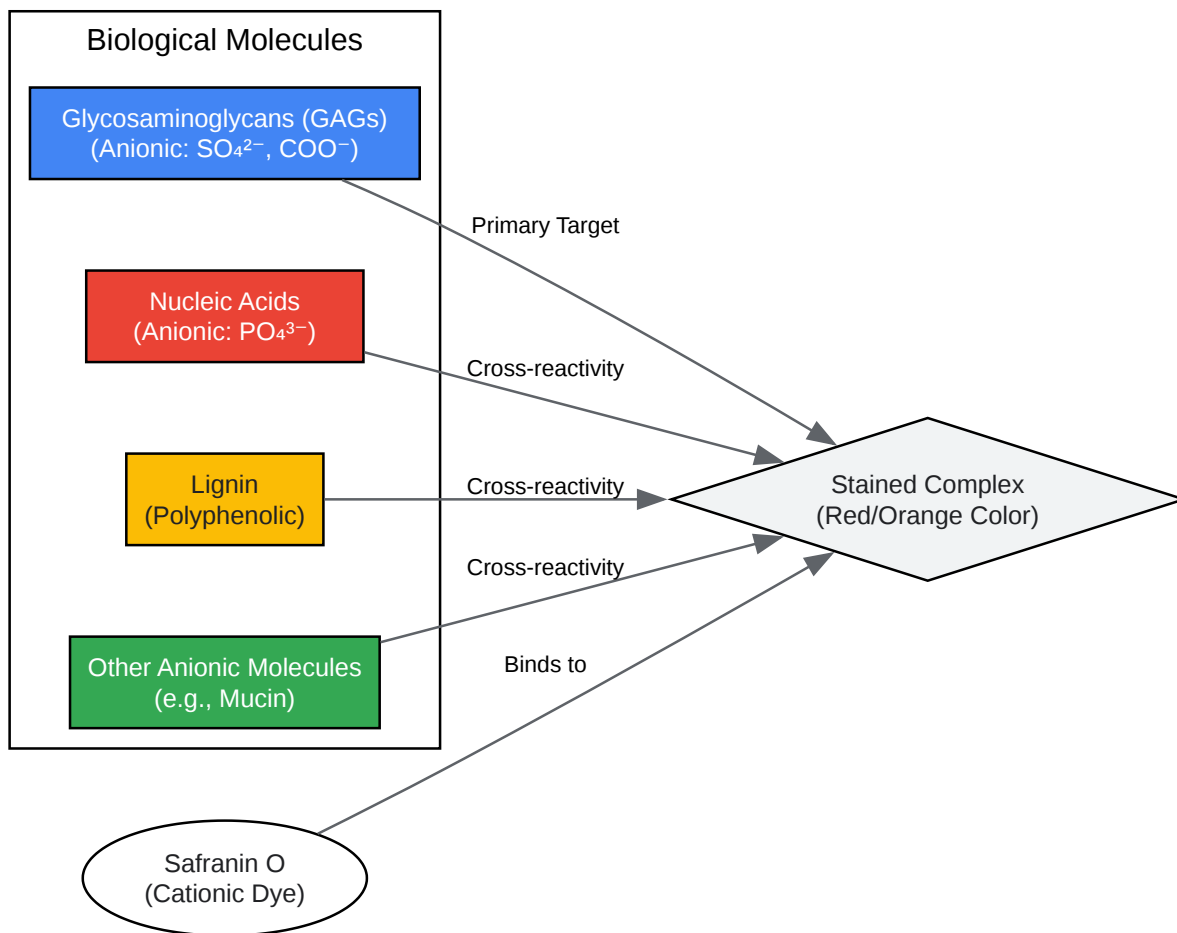 Biological Molecules
Glycosaminoglycans (GAGs)
(Anionic: SO₄²⁻, COO⁻)
Primary Target
Nucleic Acids
(Anionic: PO₄³⁻)
Cross-reactivity
Lignin
(Polyphenolic)
Cross-reactivity
Stained Complex
(Red/Orange Color)
Cross-reactivity
Other Anionic Molecules
(e.g., Mucin)
Binds to
Safranin O
(Cationic Dye)